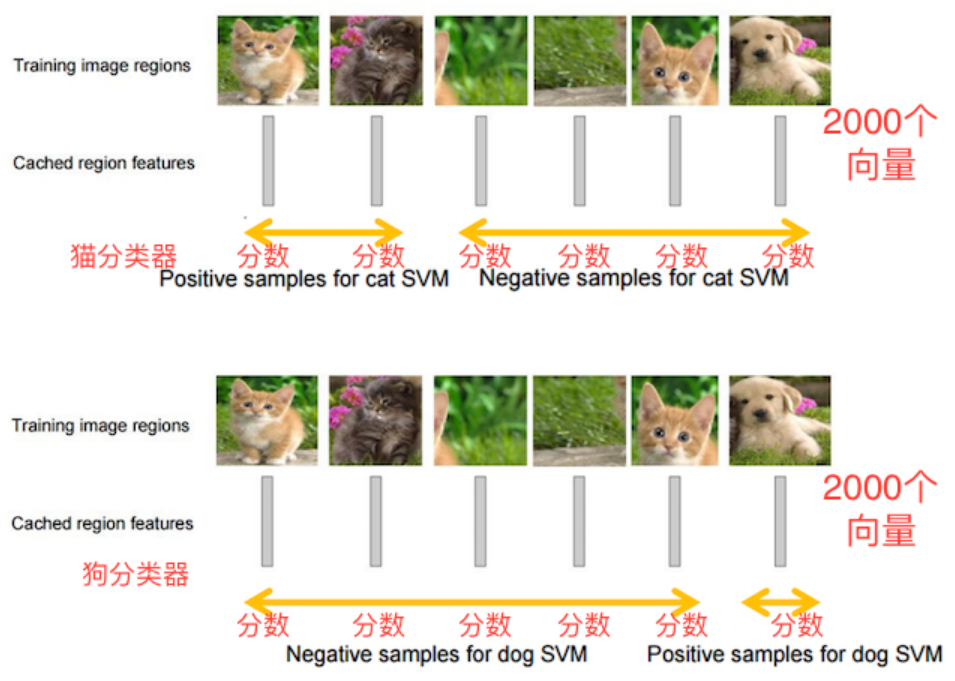 Training image regions
2000个
向量
Cached region features
猫分类器
分数 分数 分数 分数 分数 分数
Positive samples for cat SVM Negative samples for cat SVM
Training image regions
2000个
向量
Cached region features
狗分类器
分数 分数 分数 分数 分数 分数
Negative samples for dog SVM Positive samples for dog SVM